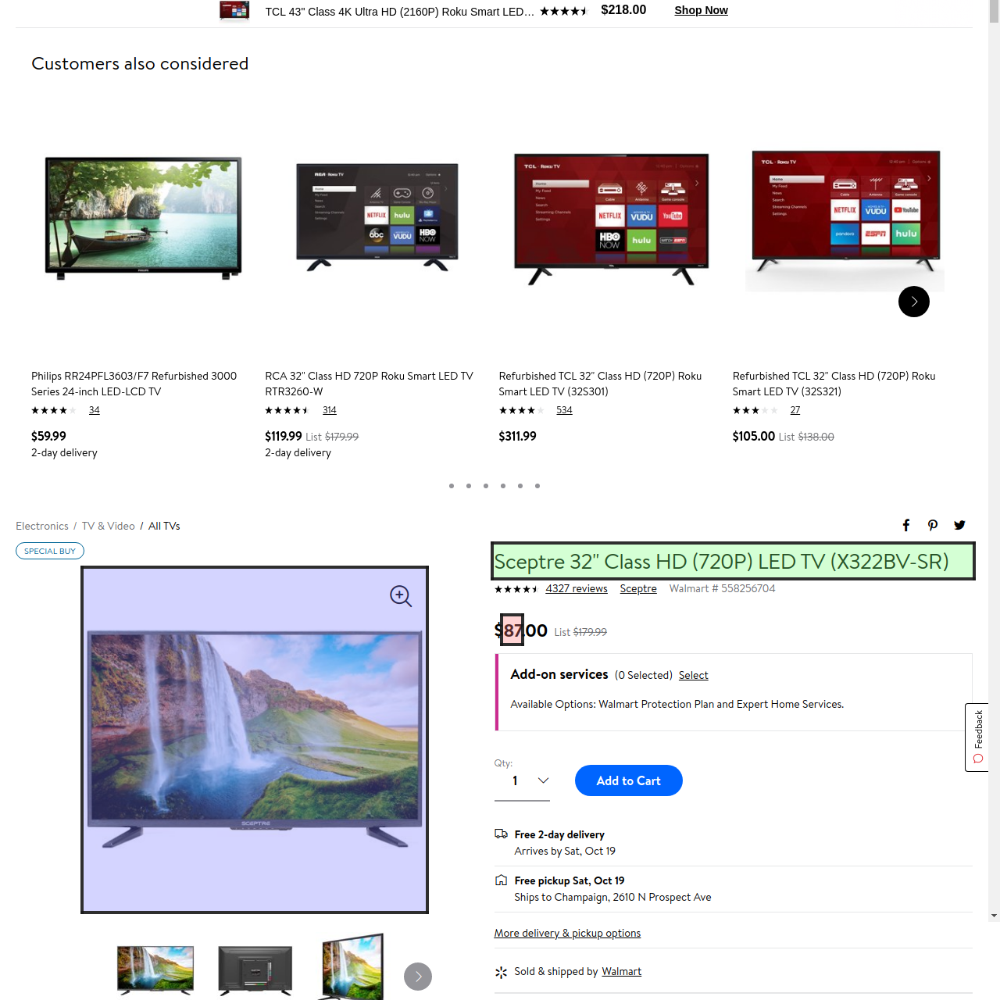 TCL 43" Class 4K Ultra HD (2160P) Roku Smart LED… $218.00 Shop Now
Customers also considered
Philips RR24PFL3603/F7 Refurbished 3000
Series 24-inch LED-LCD TV
34
$59.99
2-day delivery
RCA 32" Class HD 720P Roku Smart LED TV
RTR3260-W
314
$119.99 List $179.99
2-day delivery
Refurbished TCL 32" Class HD (720P) Roku
Smart LED TV (32S301)
534
$311.99
Refurbished TCL 32" Class HD (720P) Roku
Smart LED TV (32S321)
27
$105.00 List $138.00
Electronics / TV & Video / All TVs
SPECIAL BUY
SCEPTRE
Sceptre 32" Class HD (720P) LED TV (X322BV-SR)
4327 reviews Sceptre Walmart # 558256704
$87.00 List $179.99
Add-on services (0 Selected) Select
Available Options: Walmart Protection Plan and Expert Home Services.
Feedback
Qty:
1
Add to Cart
Free 2-day delivery
Arrives by Sat, Oct 19
Free pickup Sat, Oct 19
Ships to Champaign, 2610 N Prospect Ave
More delivery & pickup options
Sold & shipped by Walmart